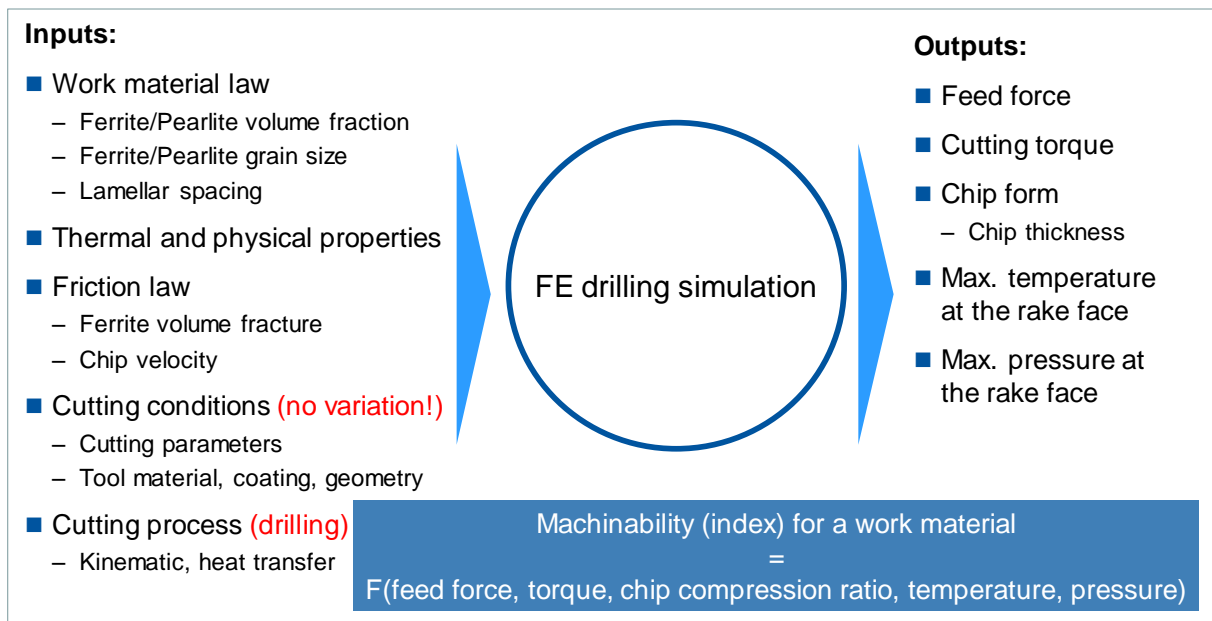 Inputs:
Work material law
– Ferrite/Pearlite volume fraction
– Ferrite/Pearlite grain size
– Lamellar spacing
Thermal and physical properties
Friction law
– Ferrite volume fracture
– Chip velocity
Cutting conditions (no variation!)
– Cutting parameters
– Tool material, coating, geometry
Cutting process (drilling)
– Kinematic, heat transfer
FE drilling simulation
Outputs:
Feed force
Cutting torque
Chip form
– Chip thickness
Max. temperature
at the rake face
Max. pressure at
the rake face
Machinability (index) for a work material
=
F(feed force, torque, chip compression ratio, temperature, pressure)